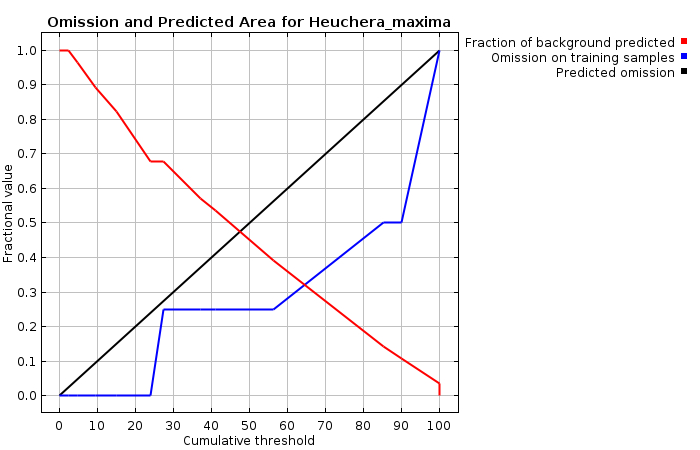 Omission and Predicted Area for Heuchera_maxima
Fraction of background predicted
Omission on training samples
Predicted omission
1.0
0.9
0.8
0.7
0.6
0.5
0.4
0.3
0.2
0.1
0.0
Fractional value
0 10 20 30 40 50 60 70 80 90 100
Cumulative threshold